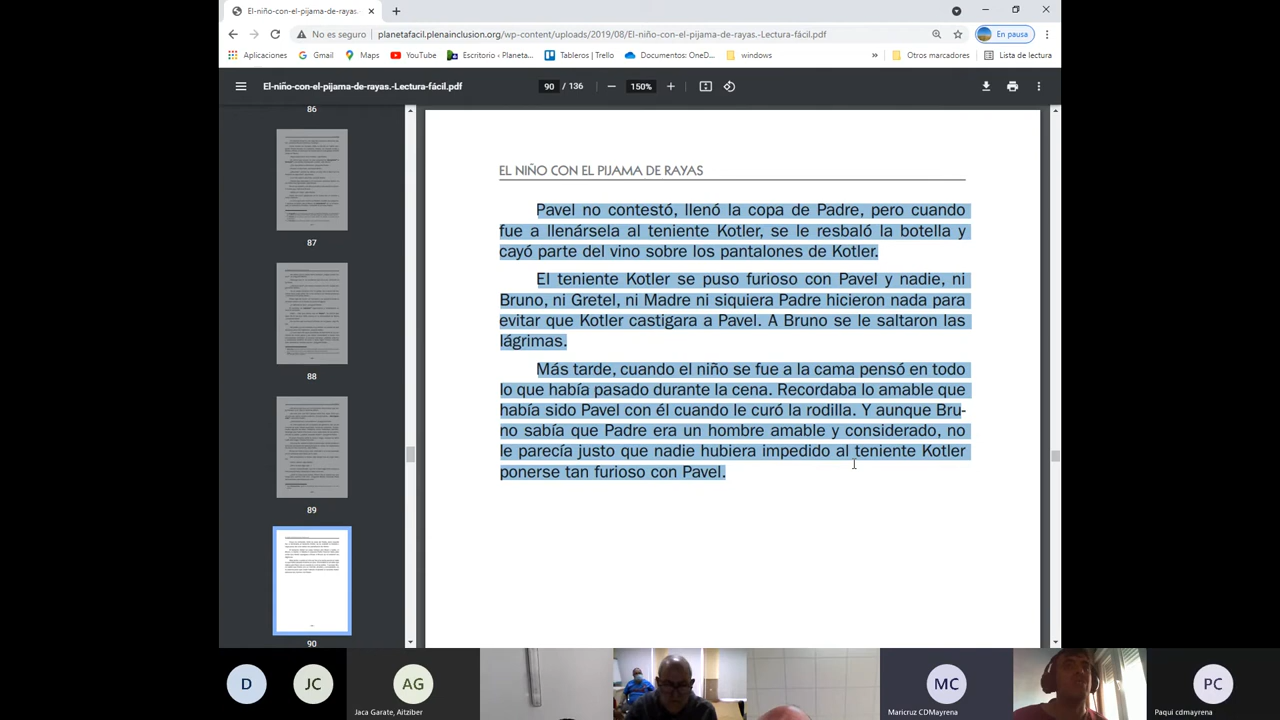 El-niño-con-el-pijama-de-rayas.-
No es seguro
planetafacil.plenainclusion.org/wp-content/uploads/2019/08/El-niño-con-el-pijama-de-rayas.-Lectura-fácil.pdf
En pausa
Aplicaciones
Gmail
Maps
YouTube
Escritorio - Planeta...
Tableros | Trello
Documentos: OneD...
windows
»
Otros marcadores
Lista de lectura
El-niño-con-el-pijama-de-rayas.-Lectura-fácil.pdf
90 / 136
150%
86
87
88
89
90
EL NIÑO CON EL PIJAMA DE RAYAS
Pavel no contestó, llenó la copa de Padre, pero cuando
fue a llenársela al teniente Kotler, se le resbaló la botella y
cayó parte del vino sobre los pantalones de Kotler.
El teniente Kotler se puso furioso con Pavel y nadie, ni
Bruno, ni Gretel, ni Madre ni siquiera Padre hicieron nada para
evitar que Kotler castigara a Pavel. A Bruno se le saltaron las
lágrimas.
Más tarde, cuando el niño se fue a la cama pensó en todo
lo que había pasado durante la cena. Recordaba lo amable que
había sido Pavel con él cuando le curó la rodilla. Y aunque Bru-
no sabía que Padre era un hombre amable y considerado, no
le parecía justo que nadie hubiera impedido al teniente Kotler
ponerse tan furioso con Pavel.
D
JC
AG
Jaca Garate, Aitziber
MC
Maricruz CDMayrena
PC
Paqui cdmayrena